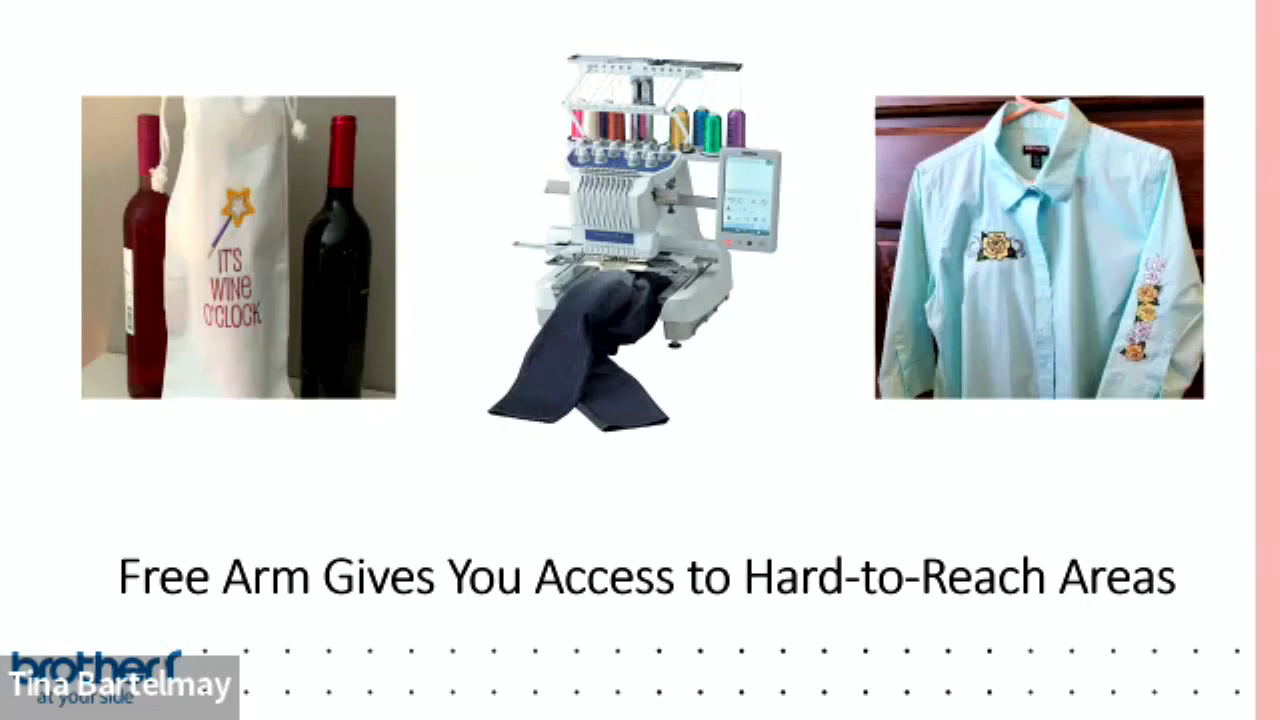 IT'S
WINE
O'CLOCK
Free Arm Gives You Access to Hard-to-Reach Areas
brother
at your side
Tina Bartelmay